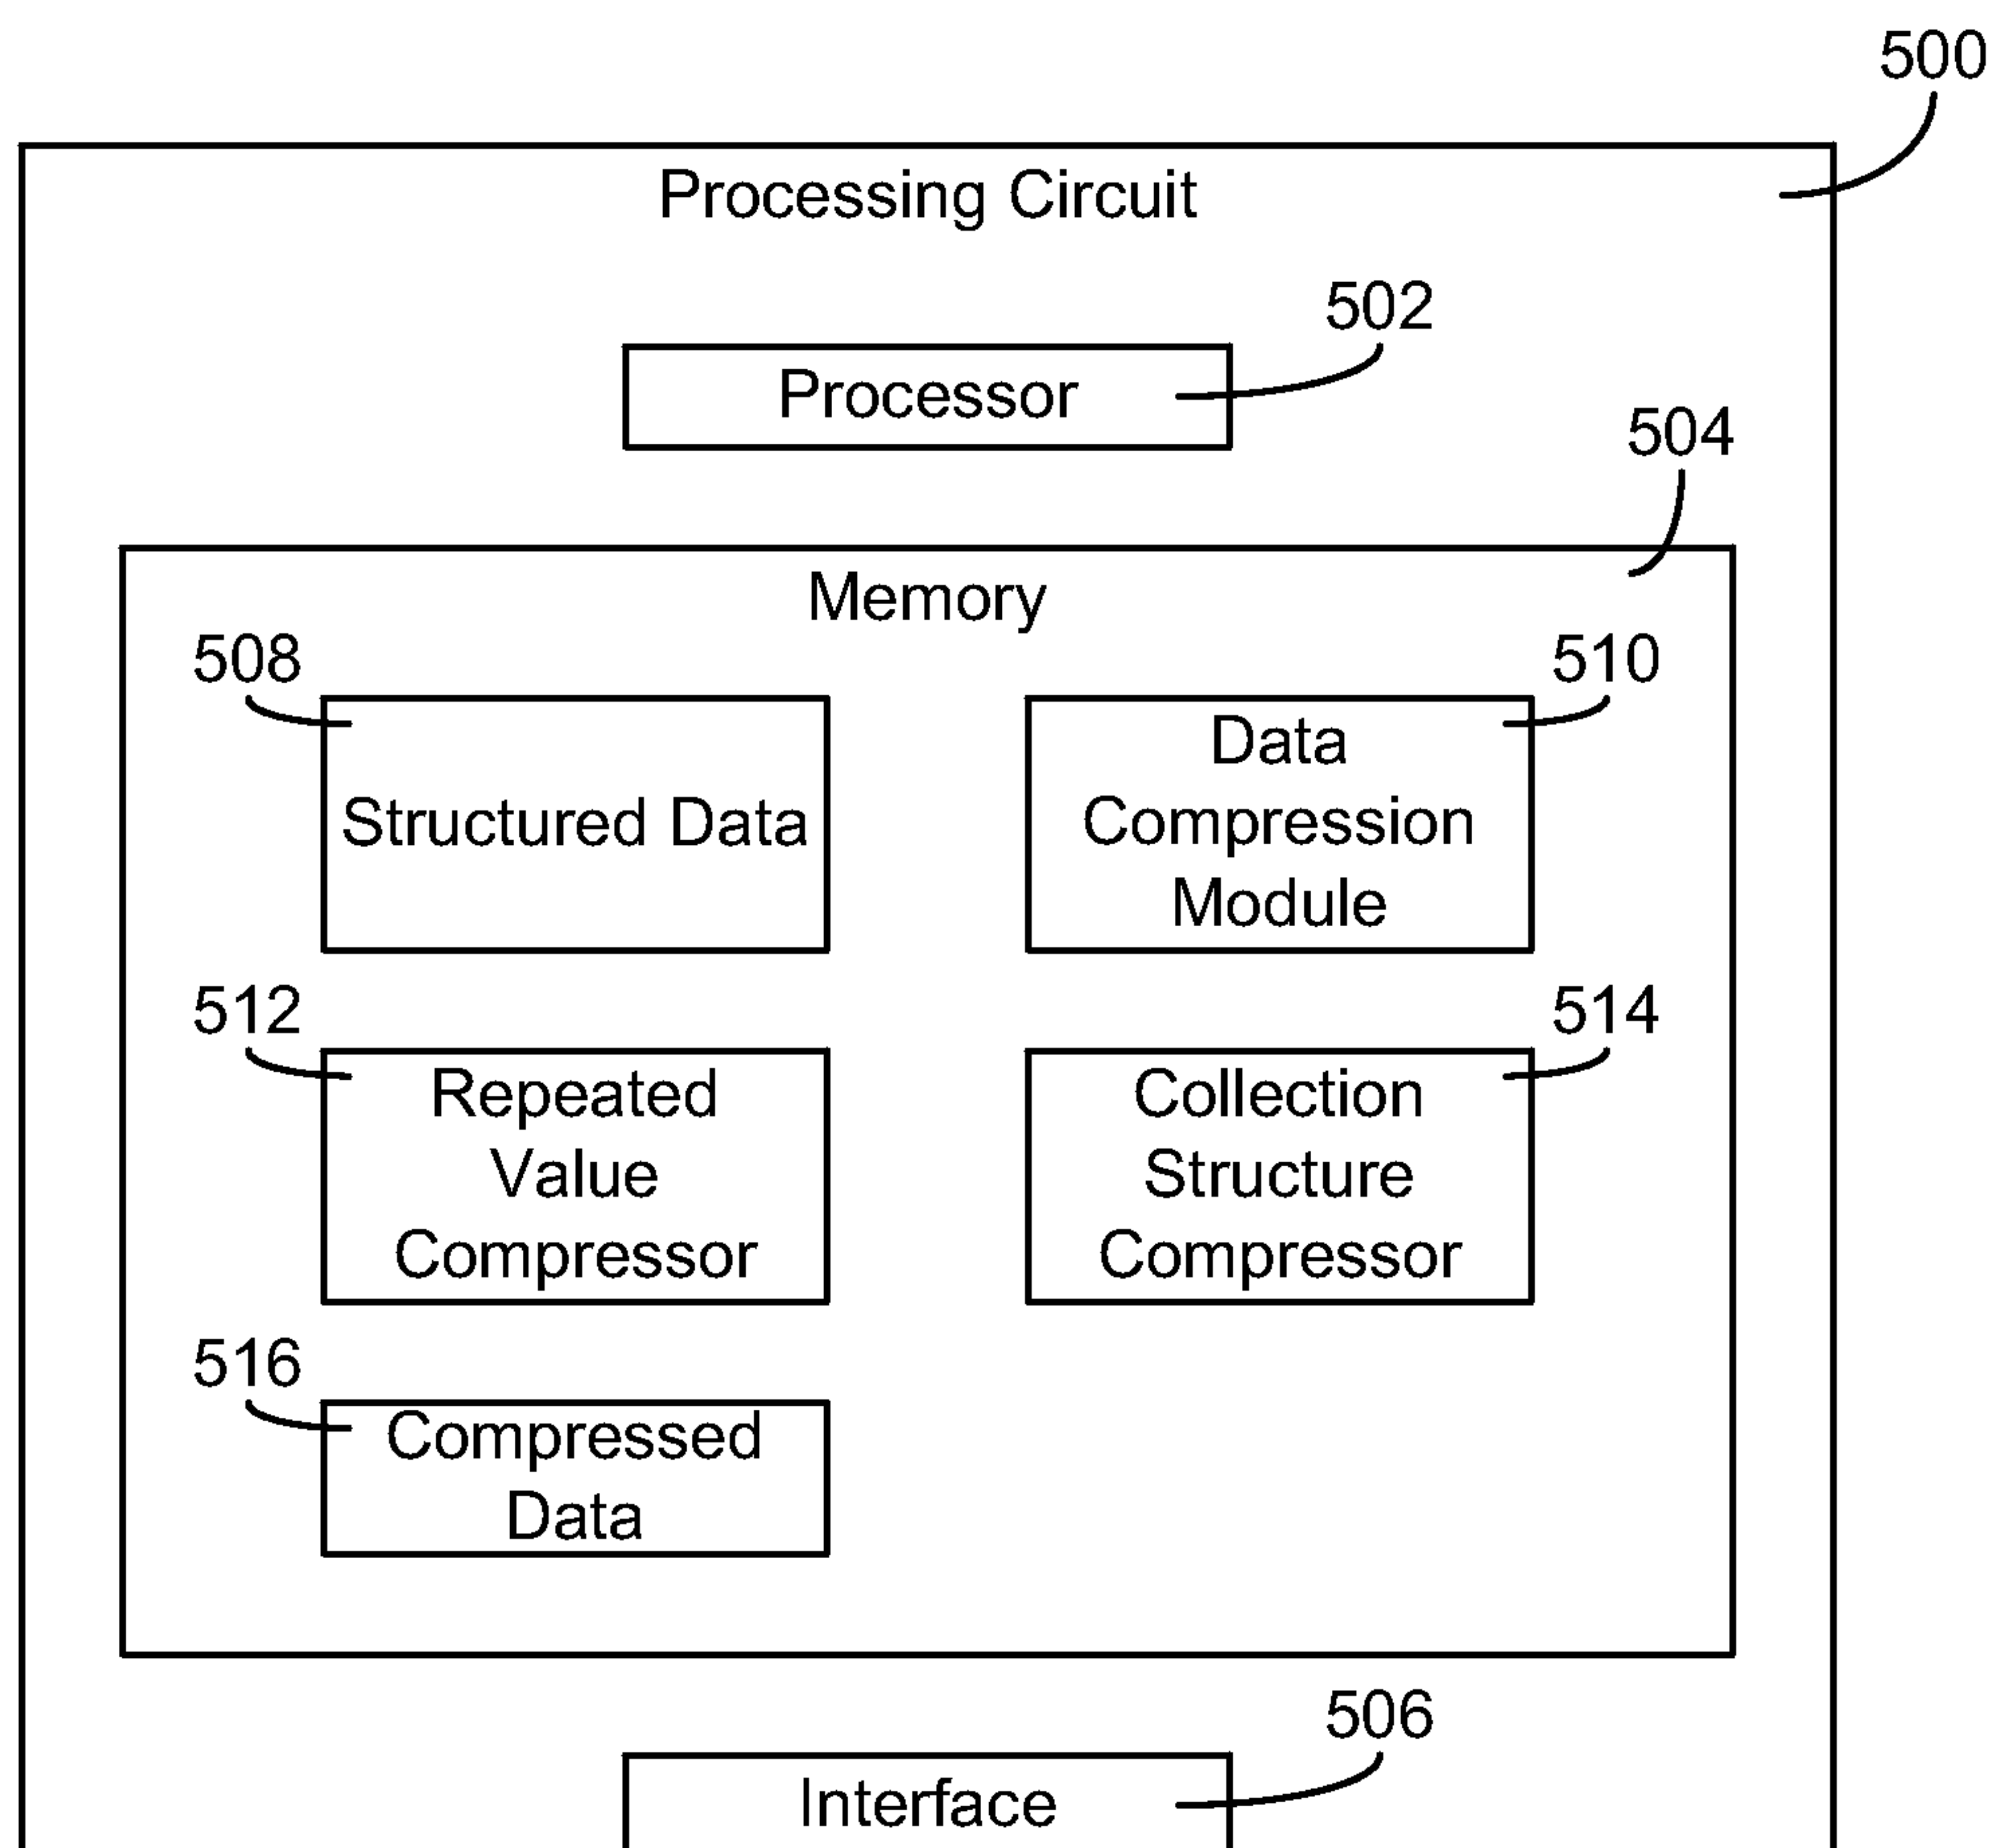 500
Processing Circuit
502
Processor
504
Memory
508
510
Structured Data
Data
Compression
Module
512
514
Repeated
Value
Compressor
Collection
Structure
Compressor
516
Compressed
Data
506
Interface